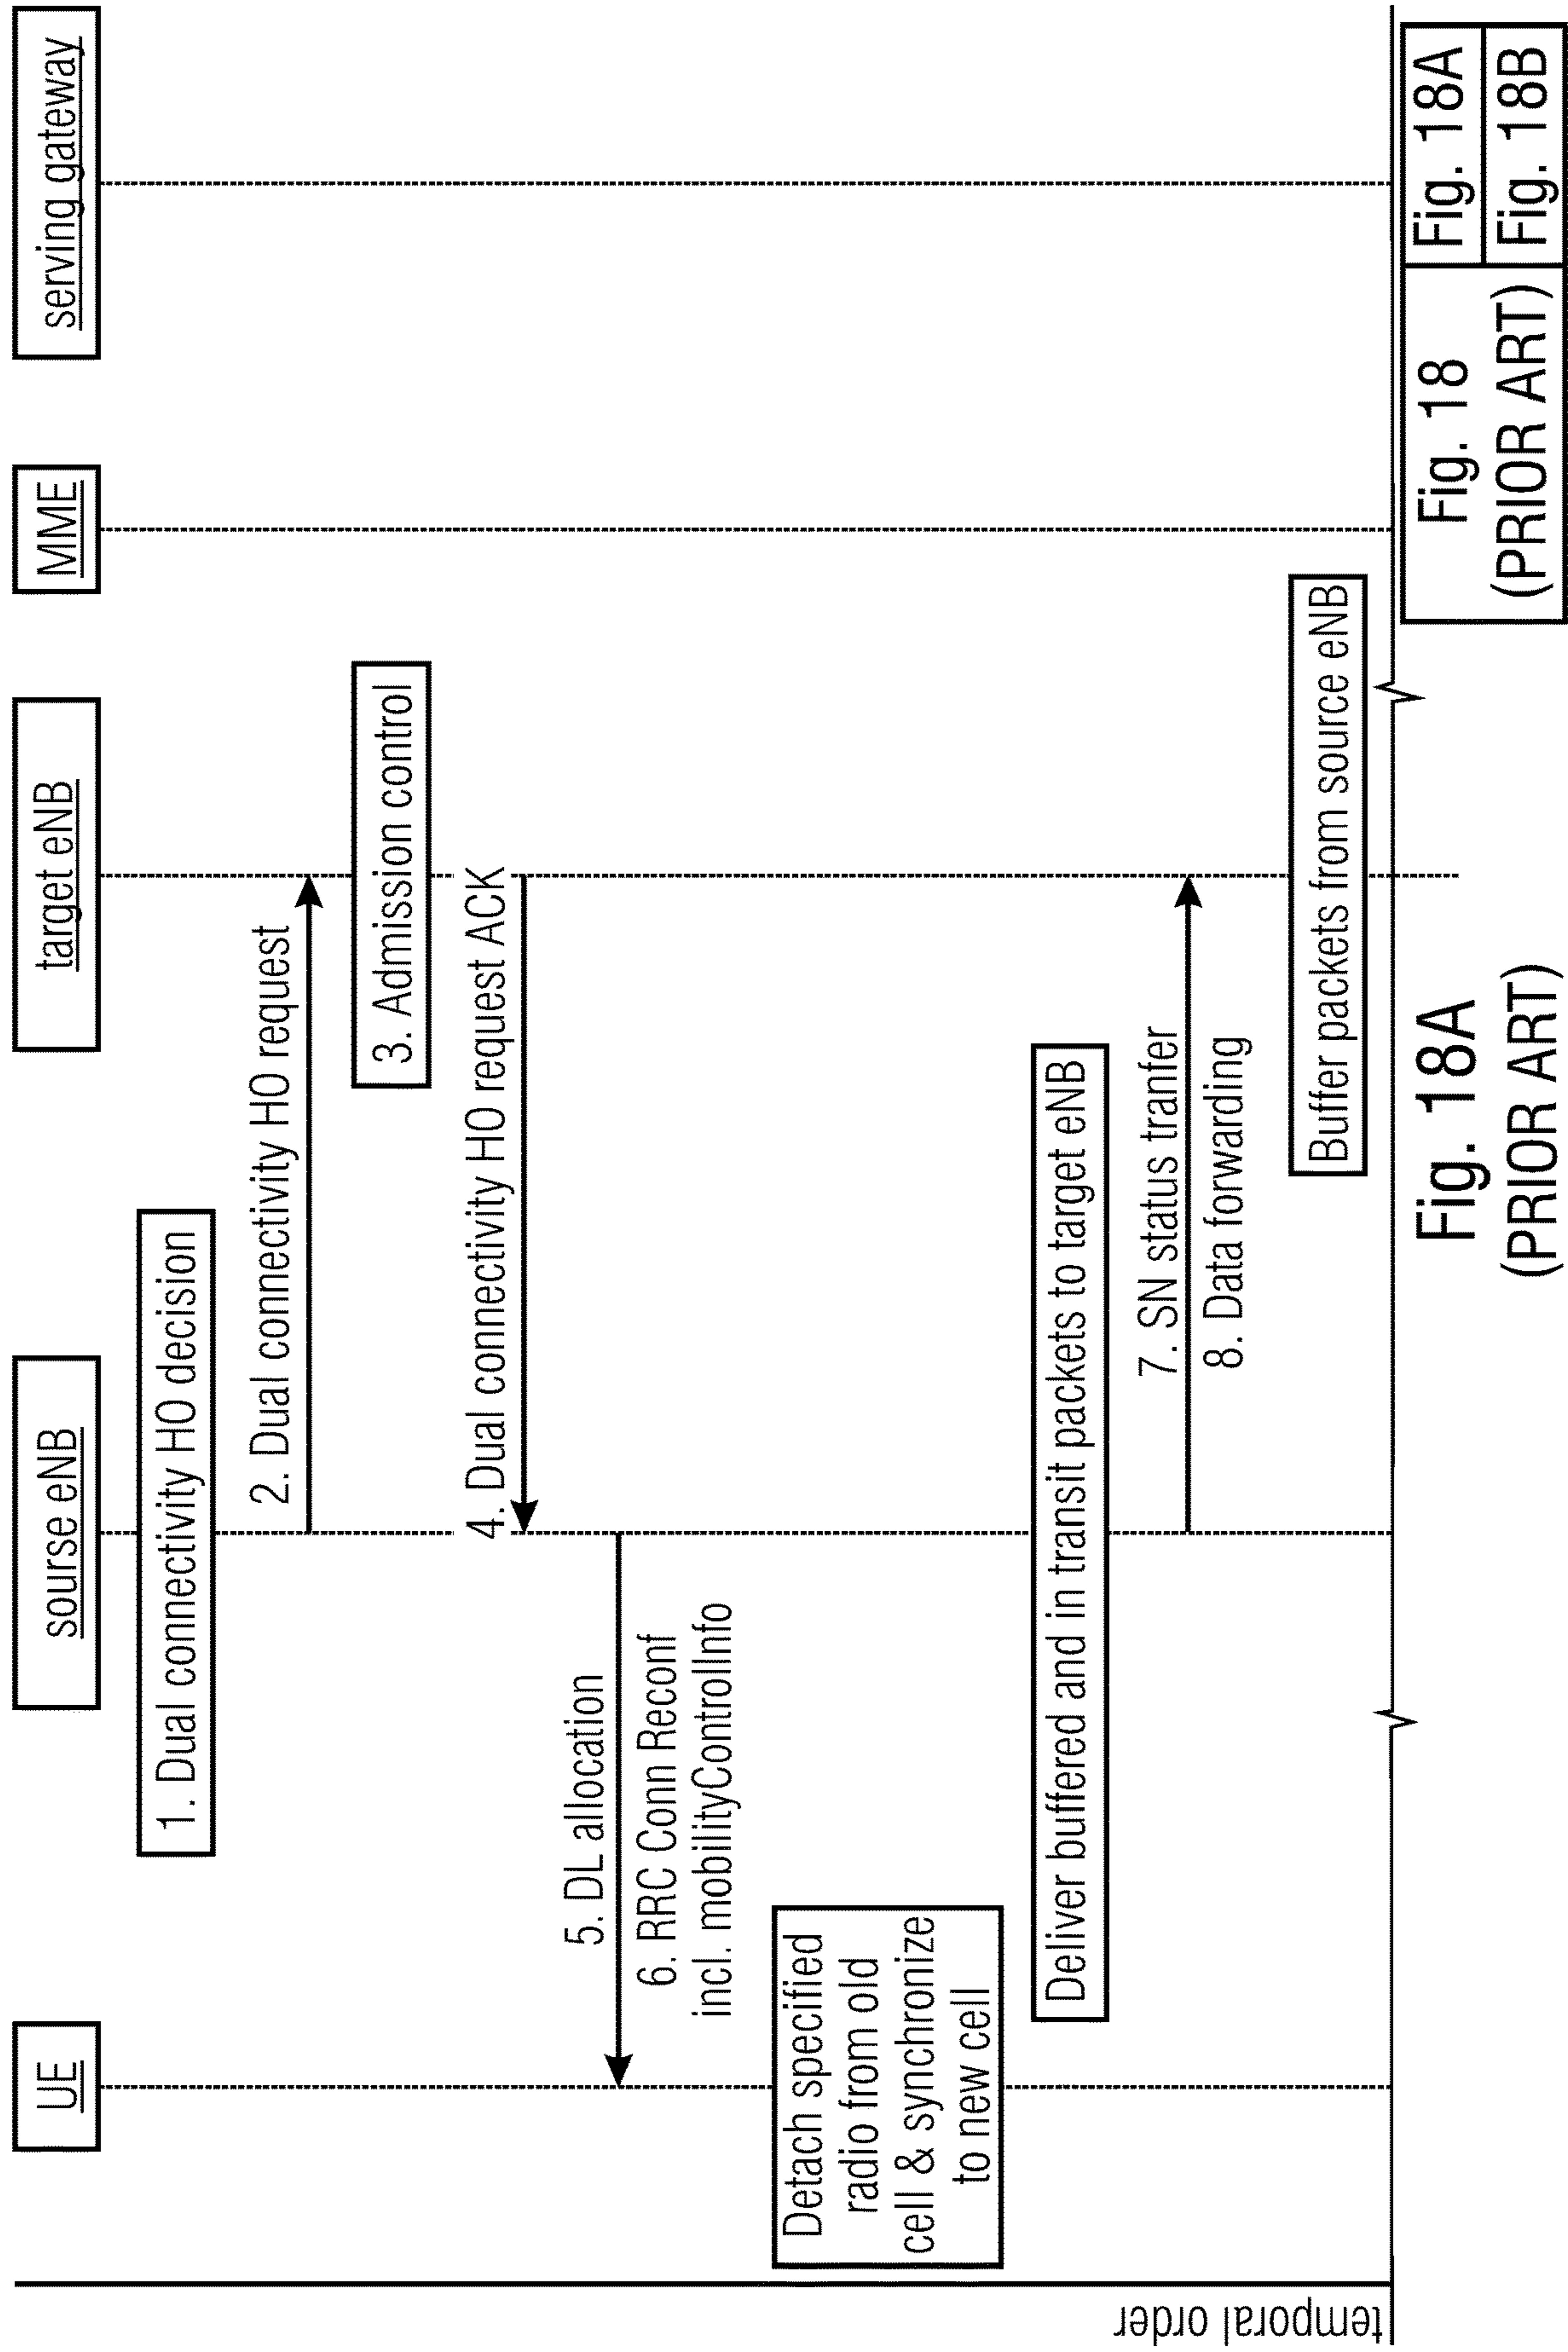 UE
sourse eNB
target eNB
MME
serving gateway
1. Dual connectivity HO decision
2. Dual connectivity HO request
3. Admission control
4. Dual connectivity HO request ACK
5. DL allocation
6. RRC Conn Reconf
incl. mobilityControlInfo
Detach specified
radio from old
cell & synchronize
to new cell
Deliver buffered and in transit packets to target eNB
7. SN status tranfer
8. Data forwarding
Buffer packets from source eNB
temporal order
Fig. 18A
(PRIOR ART)
Fig. 18
(PRIOR ART)
Fig. 18A
Fig. 18B